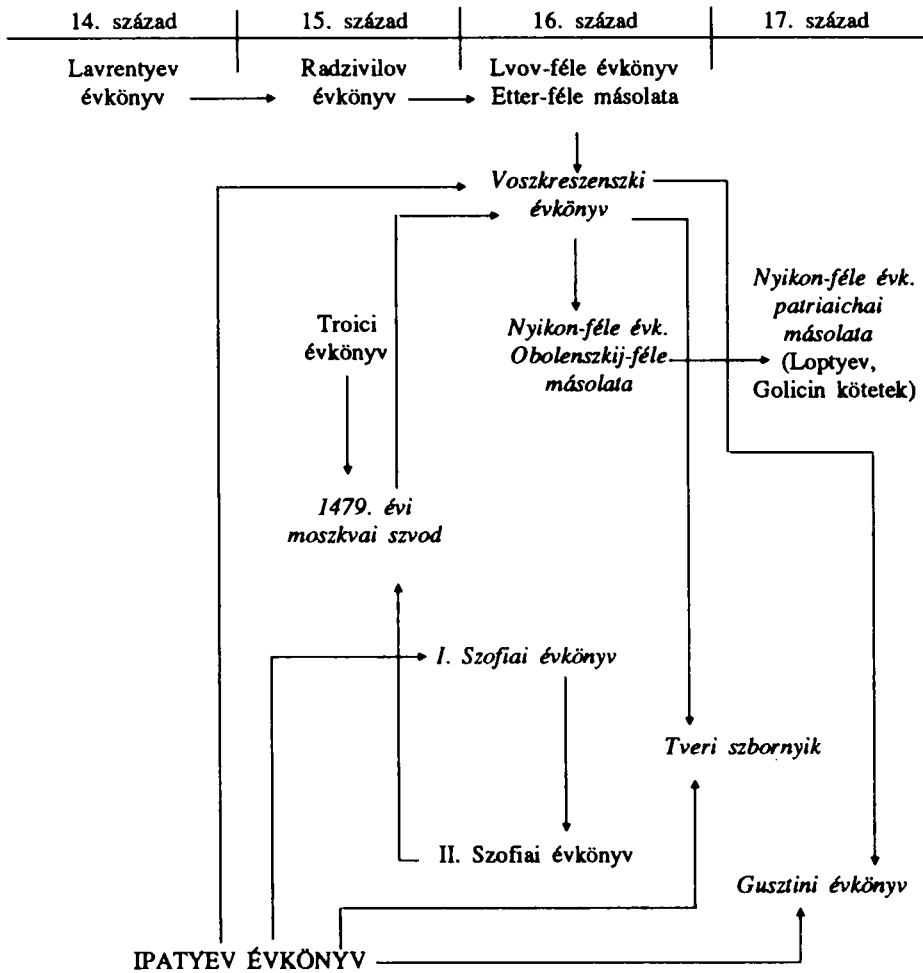 14. század 15. század 16. század 17. század
Lavrentyev
évkönyv
Radzivilov
évkönyv
Lvov-féle évkönyv
Etter-féle másolata
Voszkreszenszki
évkönyv
Troici
évkönyv
Nyikon-féle évk.
Obolenszkij-féle
másolata
Nyikon-féle évk.
patriaichai
másolata
(Loptyev,
Golicin kötetek)
1479. évi
moszkvai szvod
I. Szofiai évkönyv
Tveri szbornyik
II. Szofiai évkönyv
Gusztini évkönyv
IPATYEV ÉVKÖNYV